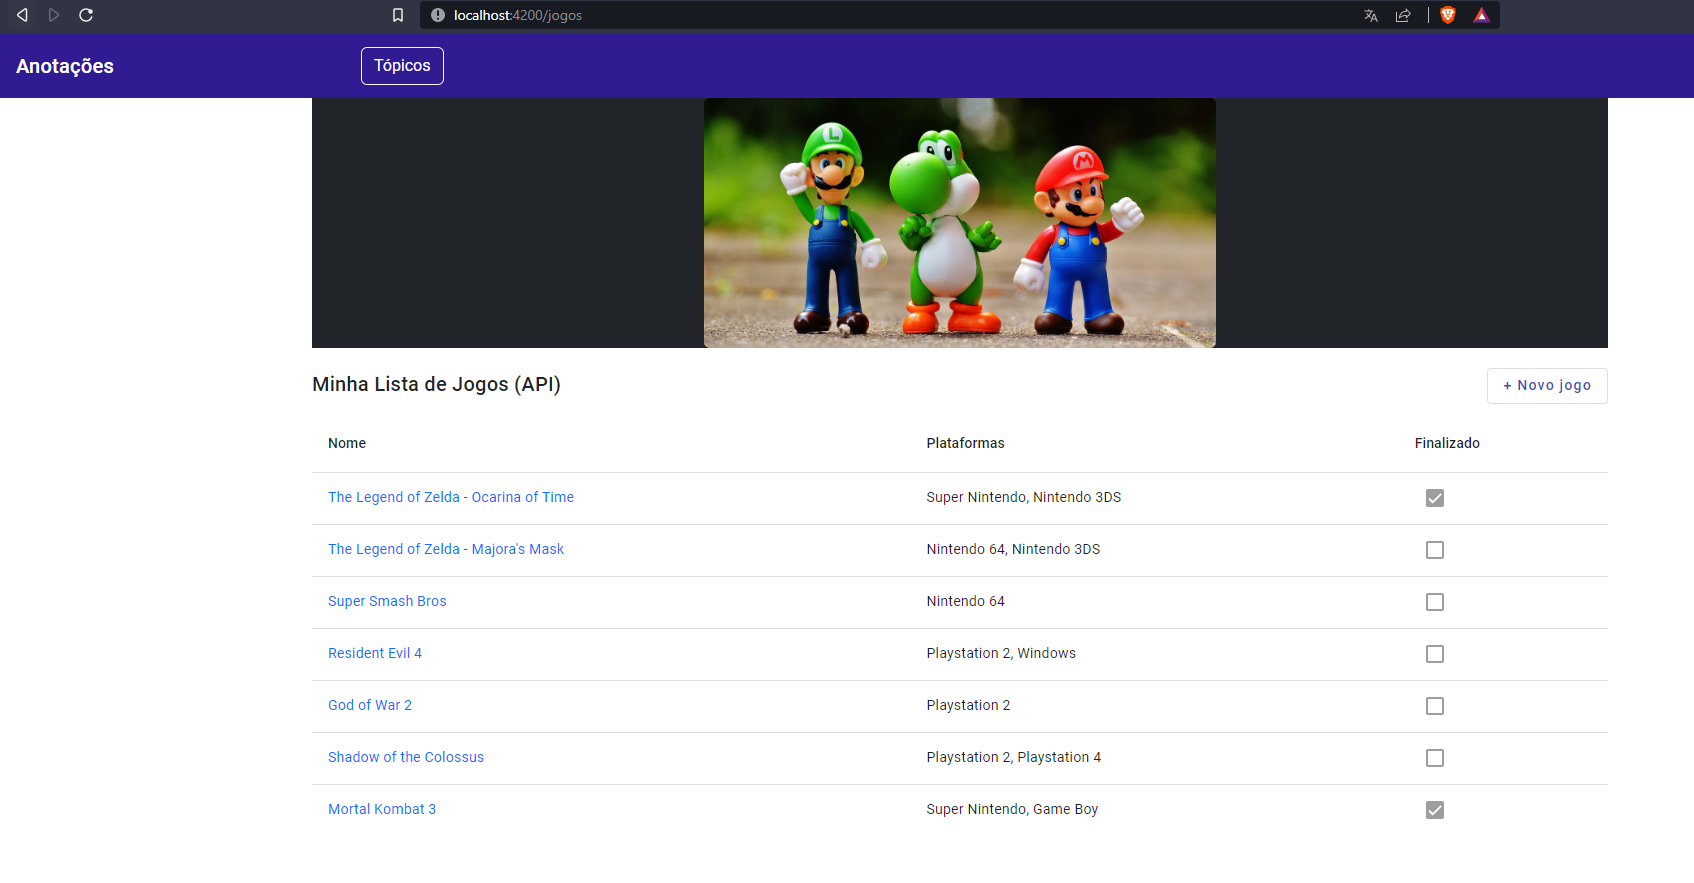 localhost:4200/jogos
Anotações
Tópicos
L
M
Minha Lista de Jogos (API)
+ Novo jogo
Nome Plataformas Finalizado
The Legend of Zelda - Ocarina of Time Super Nintendo, Nintendo 3DS
The Legend of Zelda - Majora's Mask Nintendo 64, Nintendo 3DS
Super Smash Bros Nintendo 64
Resident Evil 4 Playstation 2, Windows
God of War 2 Playstation 2
Shadow of the Colossus Playstation 2, Playstation 4
Mortal Kombat 3 Super Nintendo, Game Boy